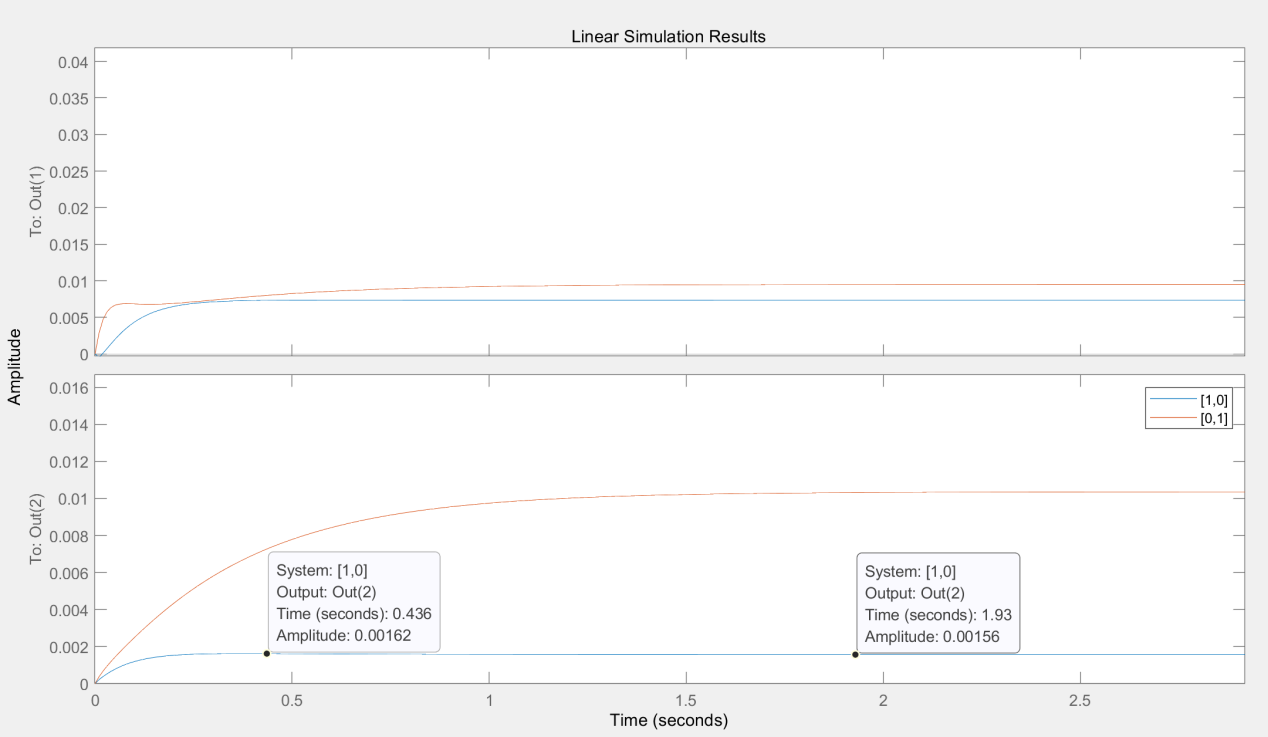 Linear Simulation Results
Amplitude
To: Out(1)
0.04
0.035
0.03
0.025
0.02
0.015
0.01
0.005
0
To: Out(2)
0.016
0.014
0.012
0.01
0.008
0.006
0.004
0.002
0
[1,0]
[0,1]
System: [1,0]
Output: Out(2)
Time (seconds): 0.436
Amplitude: 0.00162
System: [1,0]
Output: Out(2)
Time (seconds): 1.93
Amplitude: 0.00156
0 0.5 1 1.5 2 2.5
Time (seconds)